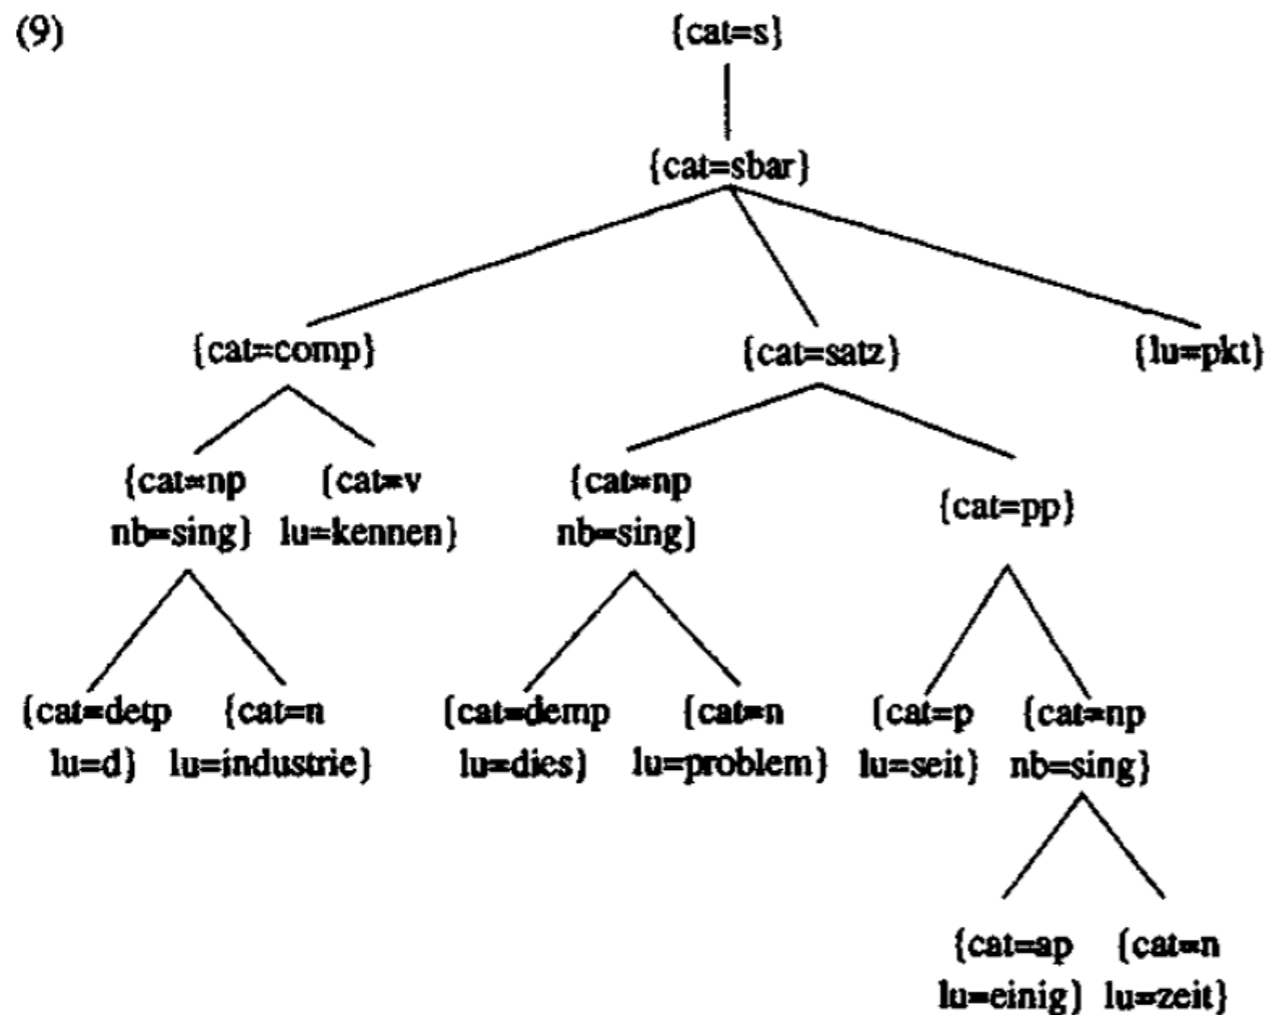 (9)
{cat=s}
{cat=sbar}
{cat=comp} {cat=satz} {lu=pkt}
{cat=np {cat=v {cat=np {cat=pp}
nb=sing} lu=kennen} nb=sing}
{cat=detp {cat=n {cat=demp {cat=n {cat=p {cat=np
lu=d} lu=industrie} lu=dies} lu=problem} lu=seit} nb=sing}
{cat=ap {cat=n
lu=einig} lu=zeit}